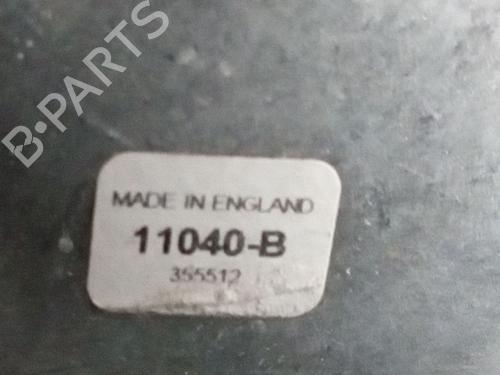 B-PARTS
MADE IN ENGLAND
11040-B
355512